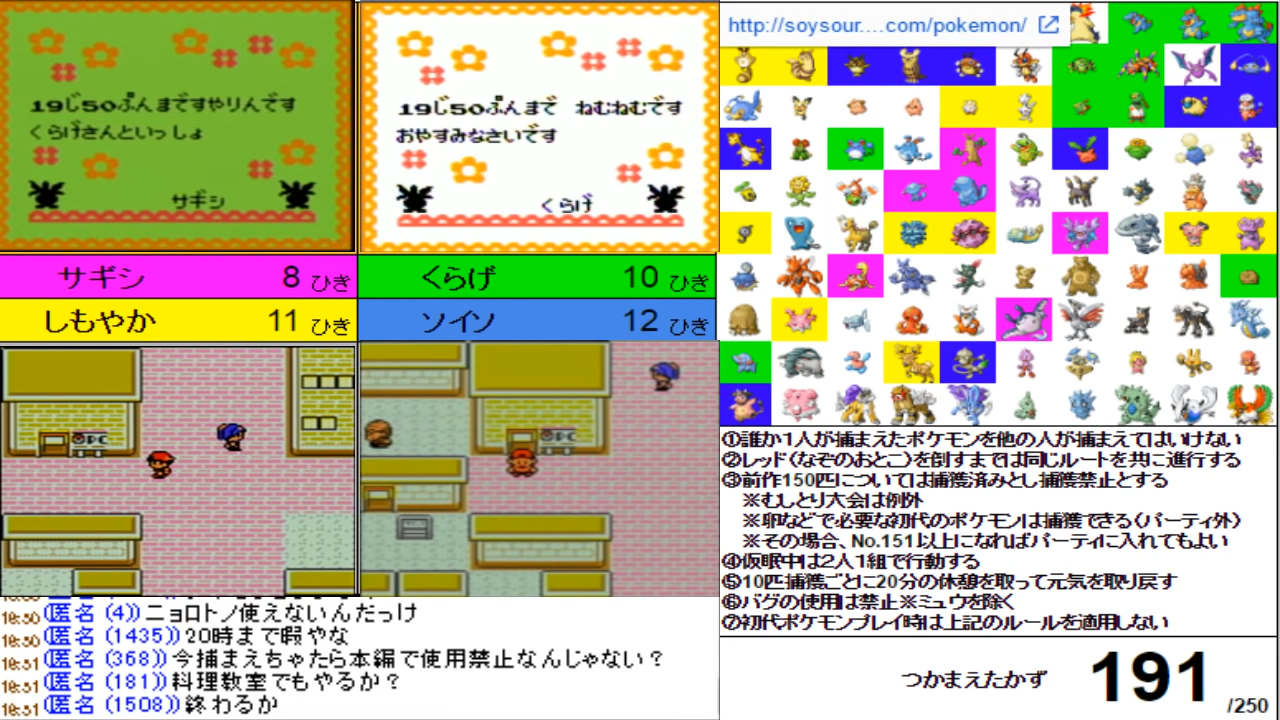 19じ50ぷんまですやりんです
くらげさんといっしょ
サギシ
19じ50ぷんまで ねむねむです
おやすみなさいです
くらげ
サギシ 8 ひき
くらげ 10 ひき
しもやか 11 ひき
ソイソ 12 ひき
PC
PC
18:50 (匿名 (4)) ニョロトノ使えないんだっけ
18:50 (匿名 (1435)) 20時まで暇やな
18:51 (匿名 (368)) 今捕まえちゃたら本編で使用禁止なんじゃない？
18:51 (匿名 (181)) 料理教室でもやるか？
18:51 (匿名 (1508)) 終わるか
http://soysour....com/pokemon/
①誰か1人が捕まえたポケモンを他の人が捕まえてはいけない
②レッド(なぞのおとこ)を倒すまでは同じルートを共に進行する
③前作150匹については捕獲済みとし捕獲禁止とする
※むしとり大会は例外
※卵などで必要な初代のポケモンは捕獲できる(パーティ外)
※その場合、No.151以上になればパーティに入れてもよい
④仮眠中は2人1組で行動する
⑤10匹捕獲ごとに20分の休憩を取って元気を取り戻す
⑥バグの使用は禁止※ミュウを除く
⑦初代ポケモンプレイ時は上記のルールを適用しない
つかまえたかず 191 /250